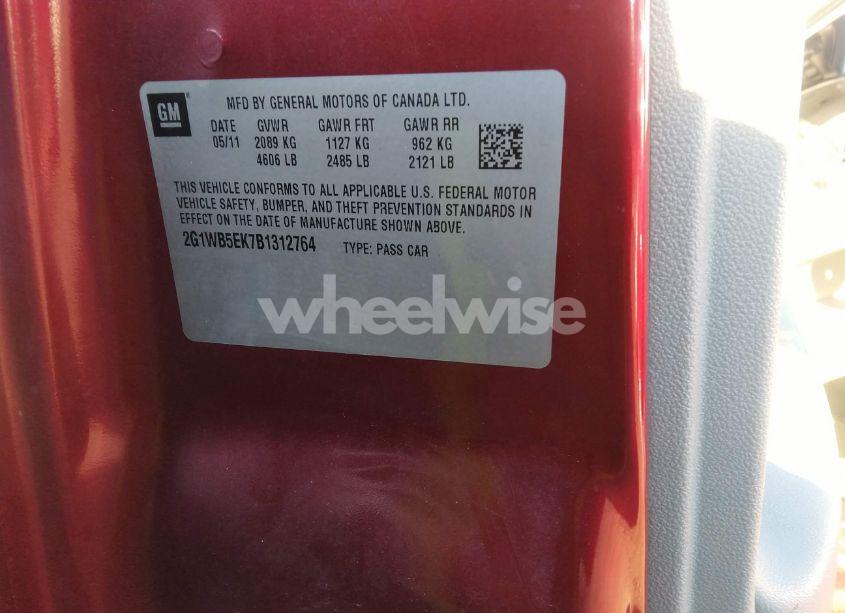 GM
MFD BY GENERAL MOTORS OF CANADA LTD.
DATE GVWR GAWR FRT GAWR RR
05/11 2089 KG 1127 KG 962 KG
4606 LB 2485 LB 2121 LB
THIS VEHICLE CONFORMS TO ALL APPLICABLE U.S. FEDERAL MOTOR
VEHICLE SAFETY, BUMPER, AND THEFT PREVENTION STANDARDS IN
EFFECT ON THE DATE OF MANUFACTURE SHOWN ABOVE.
2G1WB5EK7B1312764 TYPE: PASS CAR
wheelwise